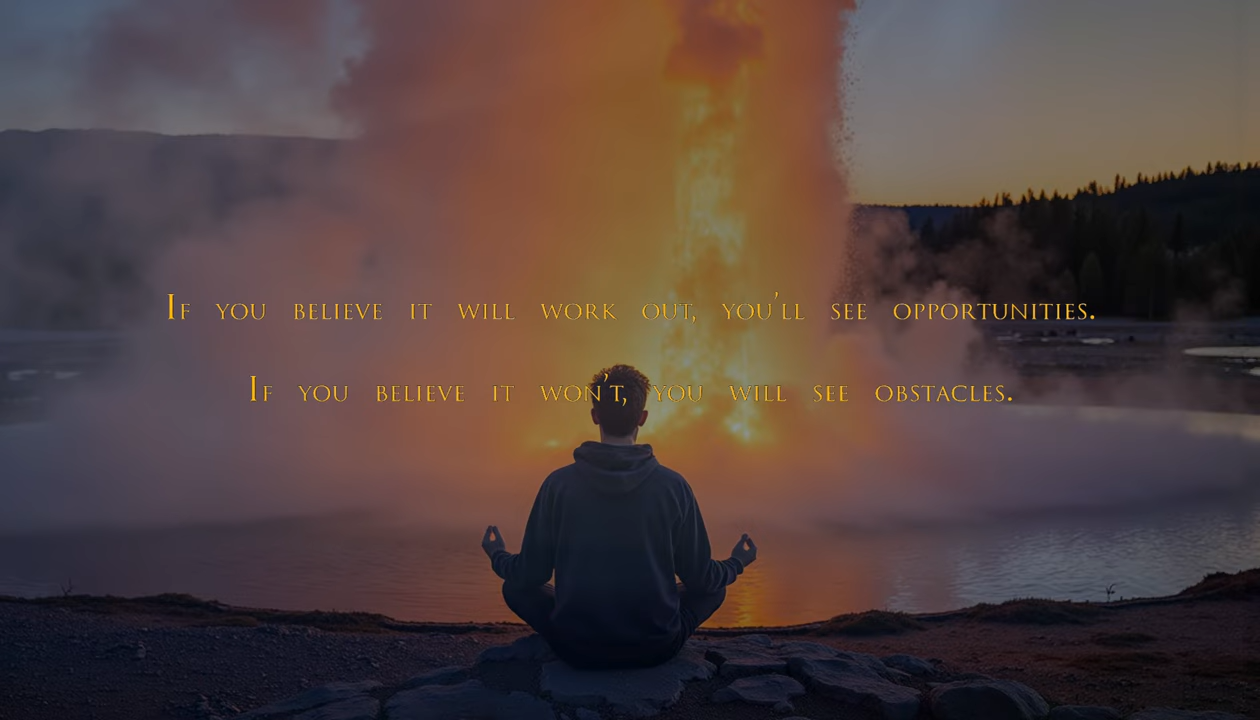 If you believe it will work out, you'll see opportunities.
If you believe it won't, you will see obstacles.